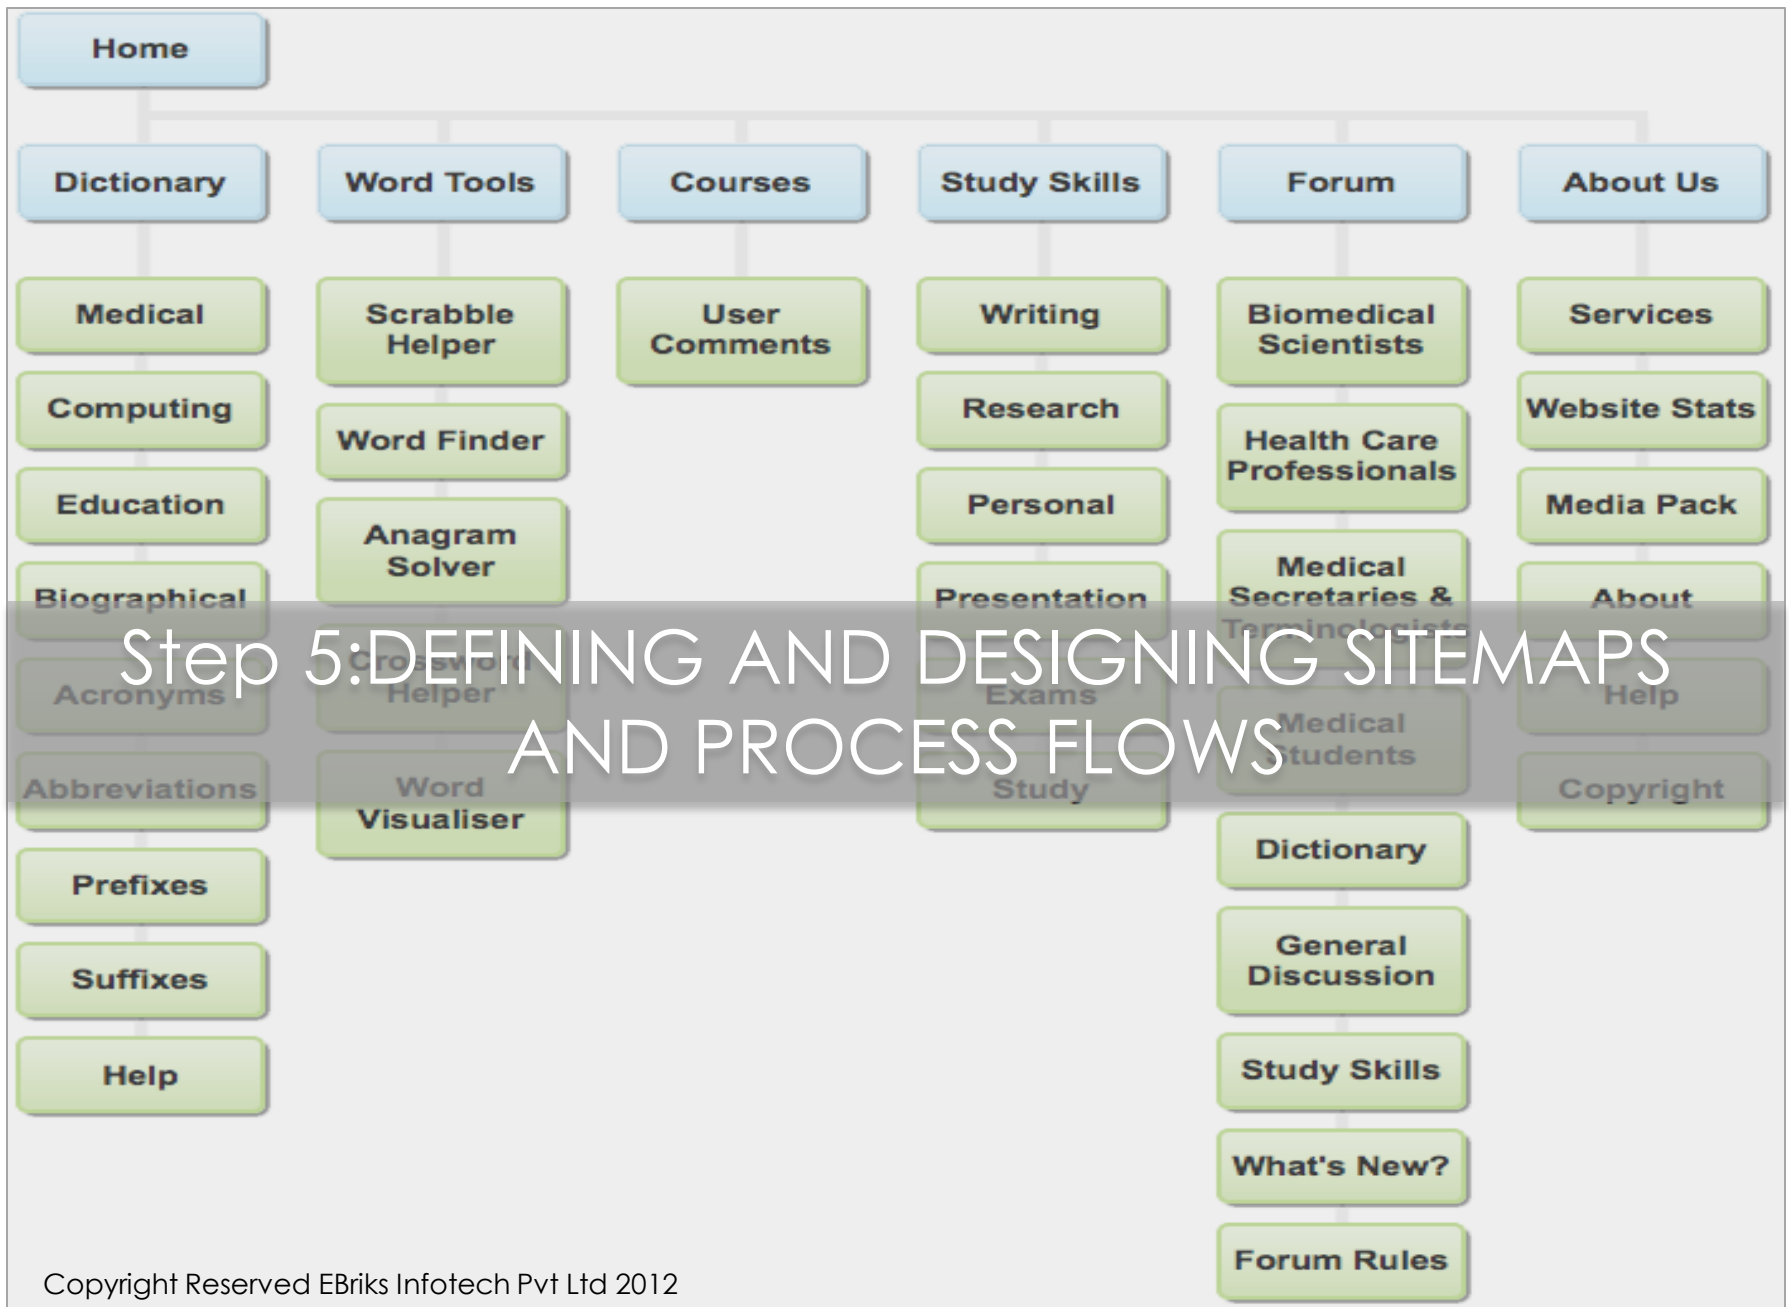 Home
Dictionary
Word Tools
Courses
Study Skills
Forum
About Us
Medical
Computing
Education
Biographical
Acronyms
Abbreviations
Prefixes
Suffixes
Help
Scrabble
Helper
Word Finder
Anagram
Solver
Crossword
Helper
Word
Visualiser
User
Comments
Writing
Research
Personal
Presentation
Exams
Study
Biomedical
Scientists
Health Care
Professionals
Medical
Secretaries &
Terminologists
Medical
Students
Dictionary
General
Discussion
Study Skills
What's New?
Forum Rules
Services
Website Stats
Media Pack
About
Help
Copyright
Step 5:DEFINING AND DESIGNING SITEMAPS
AND PROCESS FLOWS
Copyright Reserved EBriks Infotech Pvt Ltd 2012